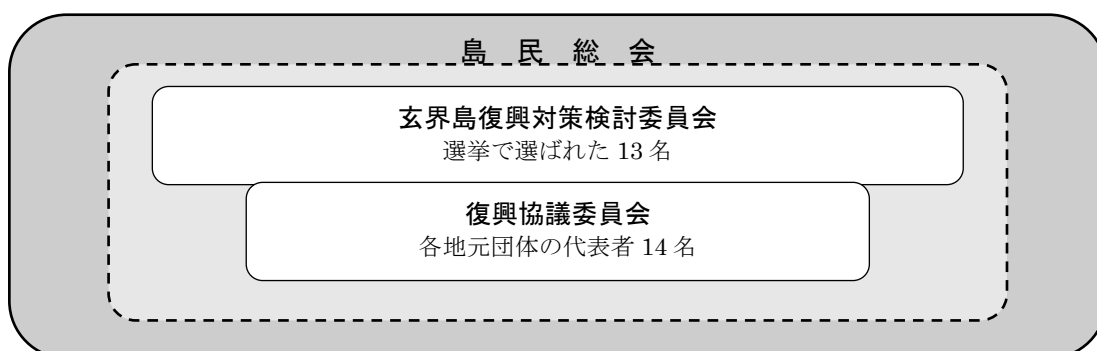 島 民 総 会
玄界島復興対策検討委員会
選挙で選ばれた 13 名
復興協議委員会
各地元団体の代表者 14 名